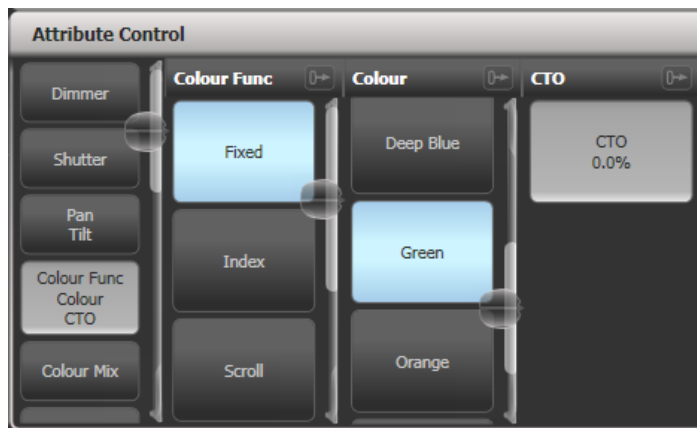 Attribute Control
Dimmer
Shutter
Pan
Tilt
Colour Func
Colour
CTO
Colour Mix
Colour Func
Fixed
Index
Scroll
Colour
Deep Blue
Green
Orange
CTO
CTO
0.0%